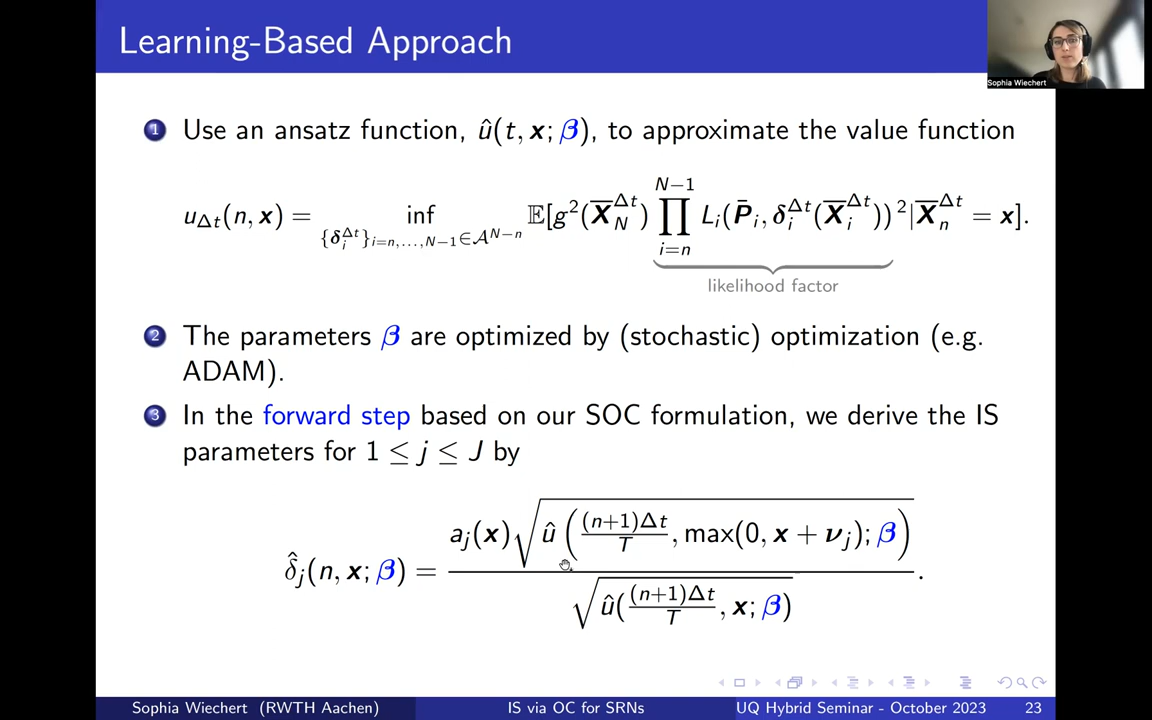 Learning-Based Approach
Sophia Wiechert
1 Use an ansatz function, û(t, x; β), to approximate the value function
u_Δt(n, x) = inf_{{δ_i^Δt}_{i=n,...,N−1} ∈ A^{N−n}} 𝔼[g²(X̄_N^Δt) ∏_{i=n}^{N−1} L_i(P̄_i, δ_i^Δt(X̄_i^Δt))² | X̄_n^Δt = x].
likelihood factor
2 The parameters β are optimized by (stochastic) optimization (e.g.
ADAM).
3 In the forward step based on our SOC formulation, we derive the IS
parameters for 1 ≤ j ≤ J by
δ̂_j(n, x; β) = a_j(x)√(û((n+1)Δt/T, max(0, x + ν_j); β)) / √(û((n+1)Δt/T, x; β)).
Sophia Wiechert (RWTH Aachen) IS via OC for SRNs UQ Hybrid Seminar - October 2023 23